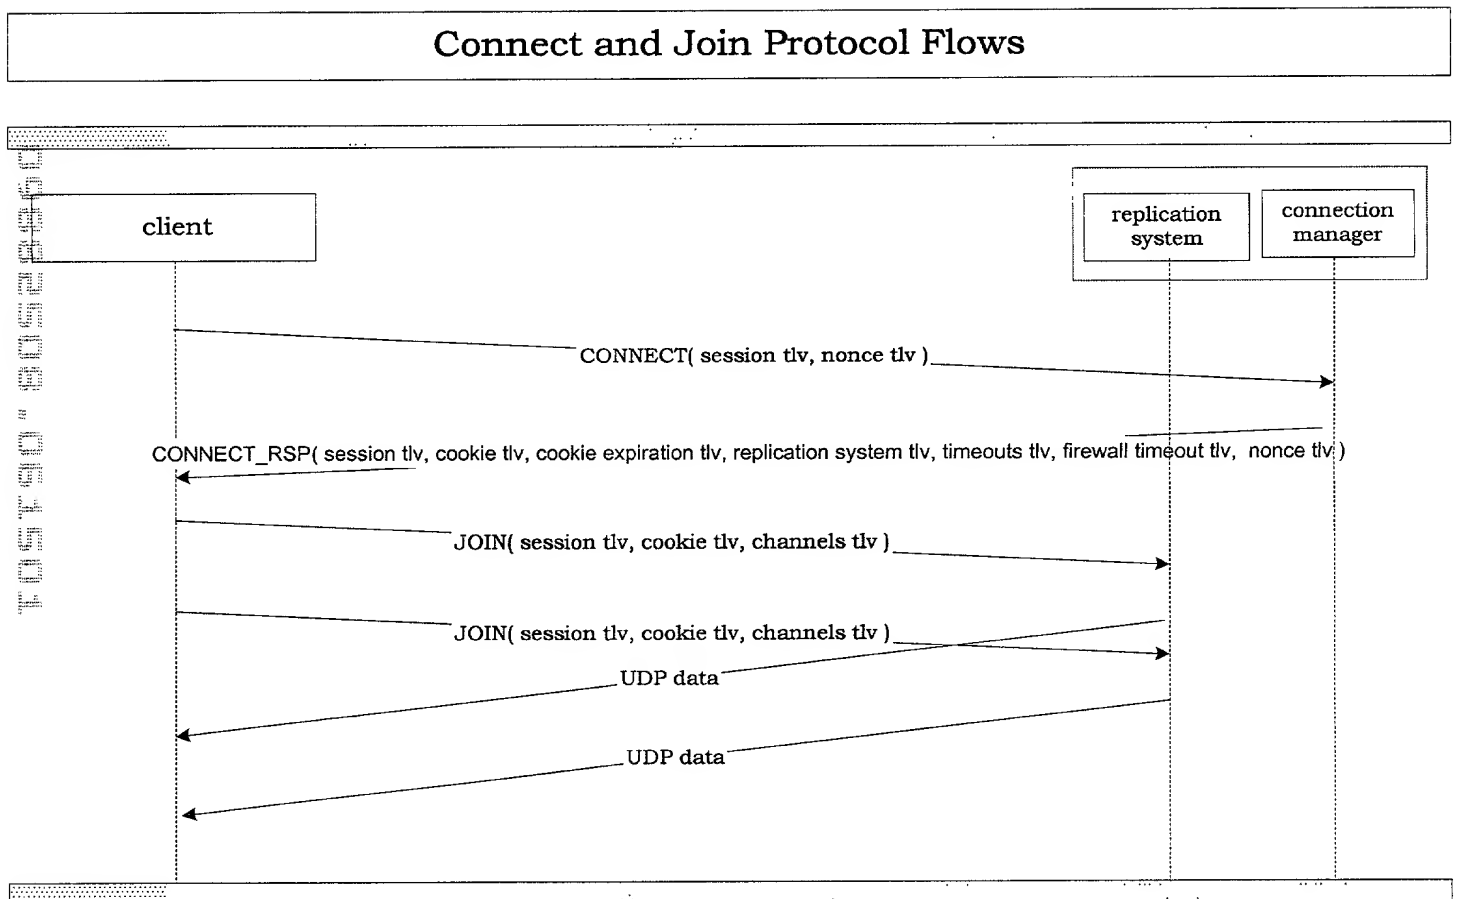 Connect and Join Protocol Flows
client
replication
system
connection
manager
CONNECT( session tlv, nonce tlv )
CONNECT_RSP( session tlv, cookie tlv, cookie expiration tlv, replication system tlv, timeouts tlv, firewall timeout tlv, nonce tlv )
JOIN( session tlv, cookie tlv, channels tlv )
JOIN( session tlv, cookie tlv, channels tlv )
UDP data
UDP data